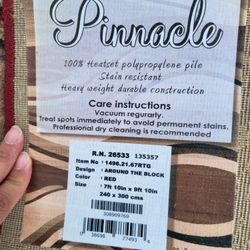 Pinnacle
100% Heatset polypropylene pile
Stain resistant
Heavy weight durable construction
Care instructions
Vacuum regurarly.
Treat spots immediately to avoid permanent stains.
Professional dry cleaning is recommended
R.N. 26533 135357
Item No : 1496.21.67RTG
Design : AROUND THE BLOCK
Color : RED
Size : 7ft 10in x 9ft 10in
240 x 300 cms
308909769